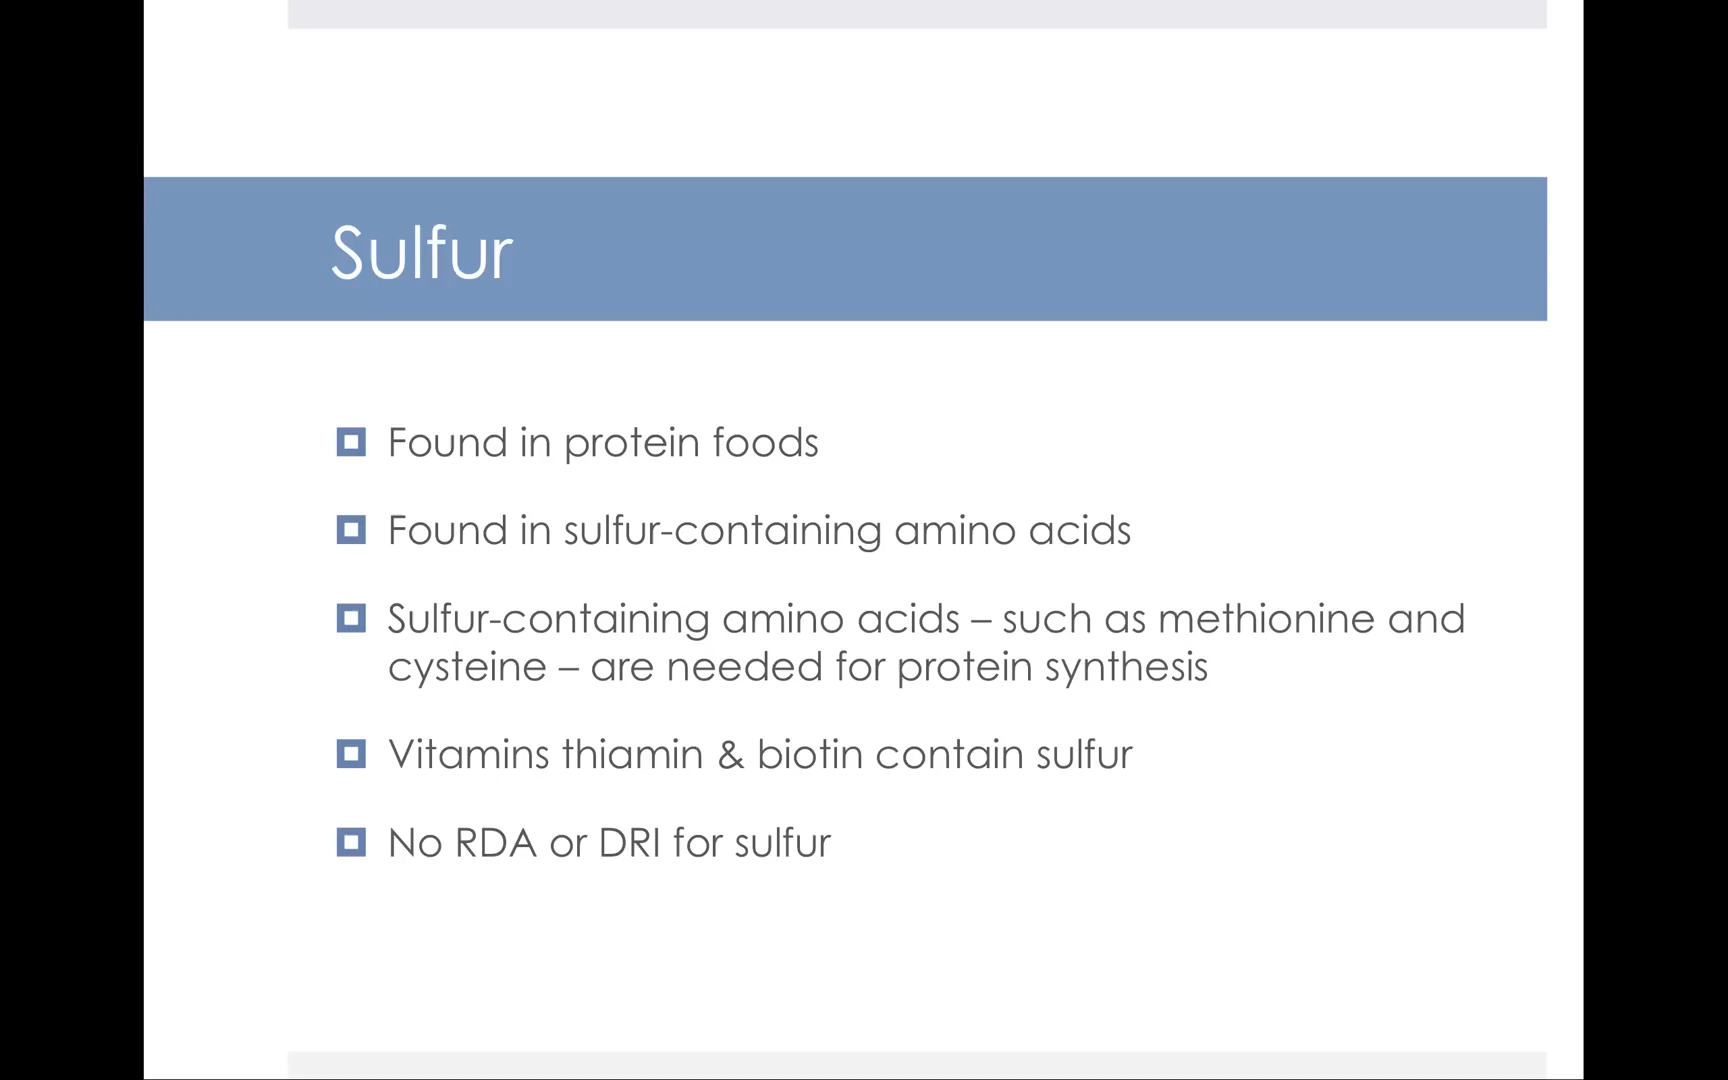 Sulfur
Found in protein foods
Found in sulfur-containing amino acids
Sulfur-containing amino acids – such as methionine and
cysteine – are needed for protein synthesis
Vitamins thiamin & biotin contain sulfur
No RDA or DRI for sulfur